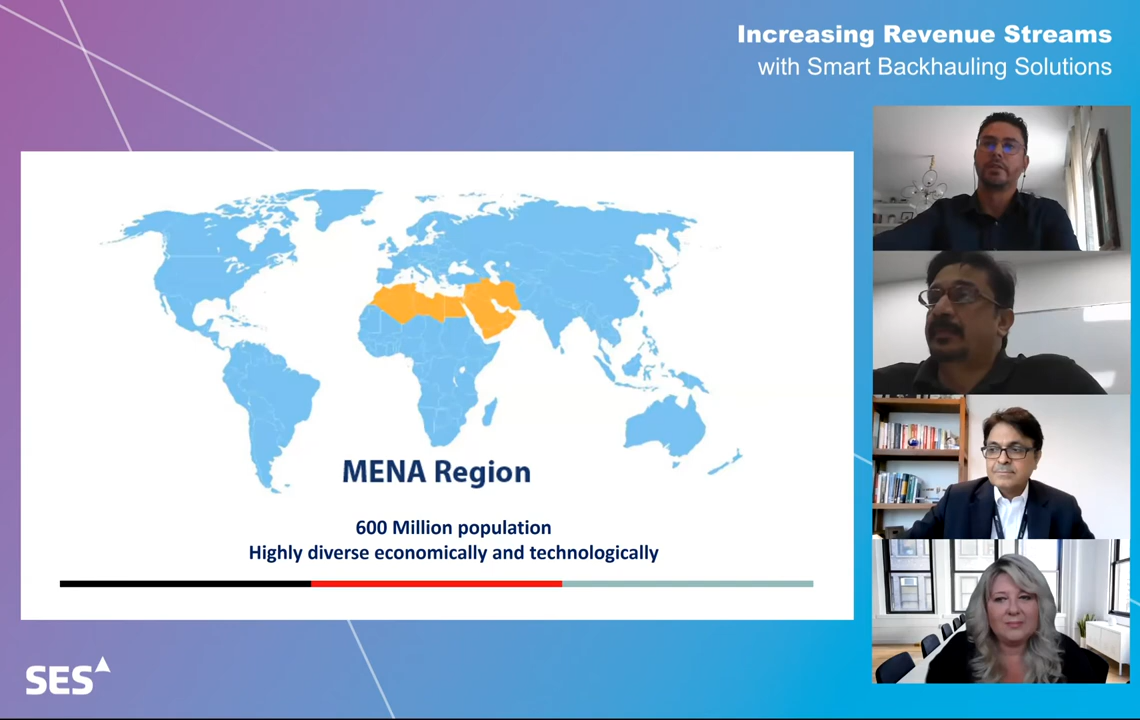 Increasing Revenue Streams
with Smart Backhauling Solutions
MENA Region
600 Million population
Highly diverse economically and technologically
SES